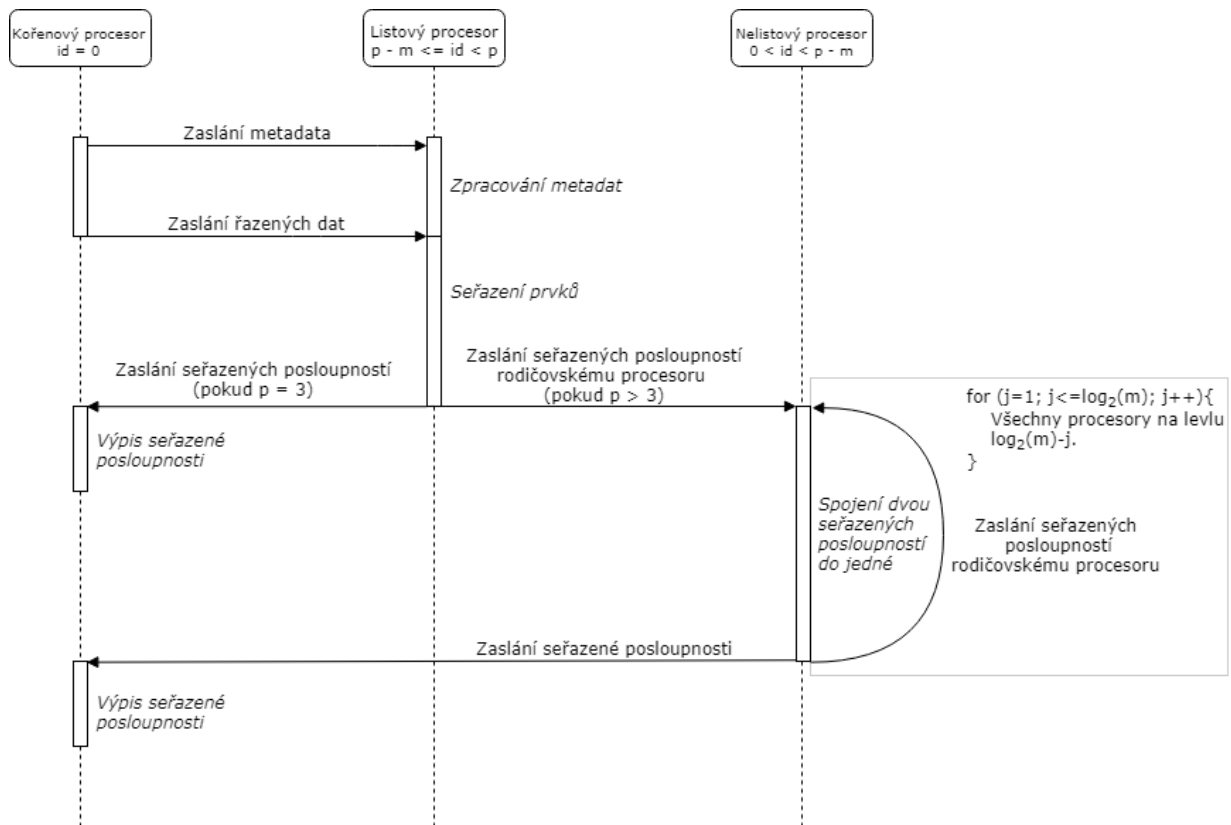 Kořenový procesor
id = 0
Listový procesor
p - m <= id < p
Nelistový procesor
0 < id < p - m
Zaslání metadata
Zpracování metadat
Zaslání řazených dat
Seřazení prvků
Zaslání seřazených posloupností
(pokud p = 3)
Zaslání seřazených posloupností
rodičovskému procesoru
(pokud p > 3)
for (j=1; j<=log₂(m); j++){
Všechny procesory na levlu
log₂(m)-j.
}
Výpis seřazené
posloupnosti
Spojení dvou
seřazených
posloupností
do jedné
Zaslání seřazených
posloupností
rodičovskému procesoru
Zaslání seřazené posloupnosti
Výpis seřazené
posloupnosti